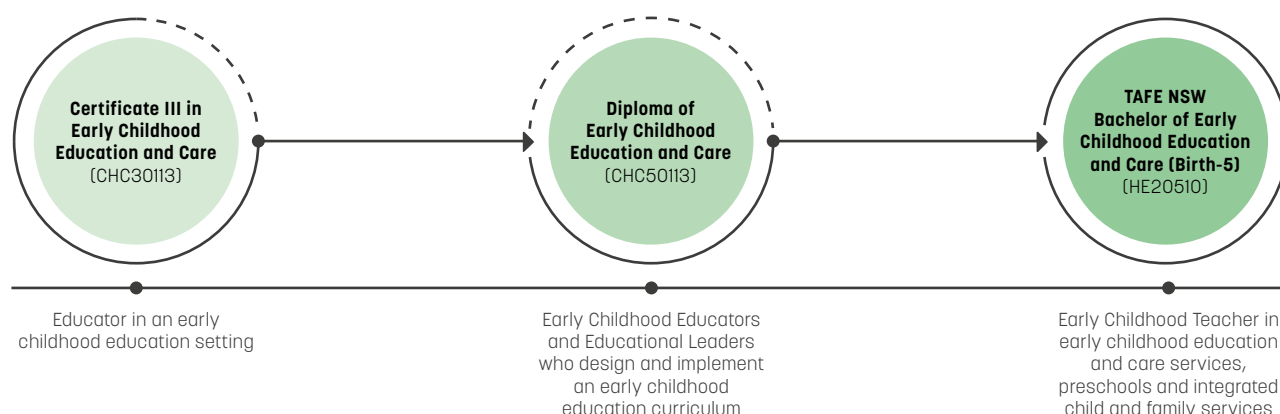 Certificate III in
Early Childhood
Education and Care
(CHC30113)
Diploma of
Early Childhood
Education and Care
(CHC50113)
TAFE NSW
Bachelor of Early
Childhood Education
and Care (Birth-5)
(HE20510)
Educator in an early
childhood education setting
Early Childhood Educators
and Educational Leaders
who design and implement
an early childhood
education curriculum
Early Childhood Teacher in
early childhood education
and care services,
preschools and integrated
child and family services